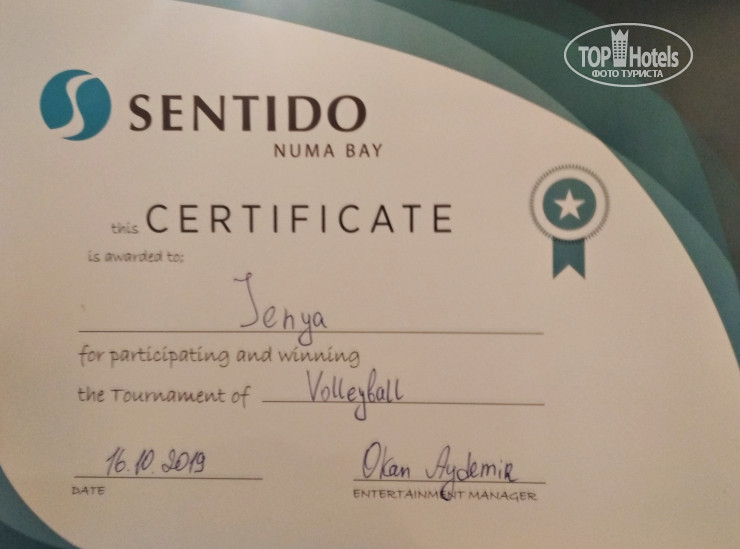 TOP Hotels
ФОТО ТУРИСТА
SENTIDO
NUMA BAY
this CERTIFICATE
is awarded to:
Jenya
for participating and winning
the Tournament of Volleyball
16.10.2019 Okan Aydemir
DATE ENTERTAINMENT MANAGER